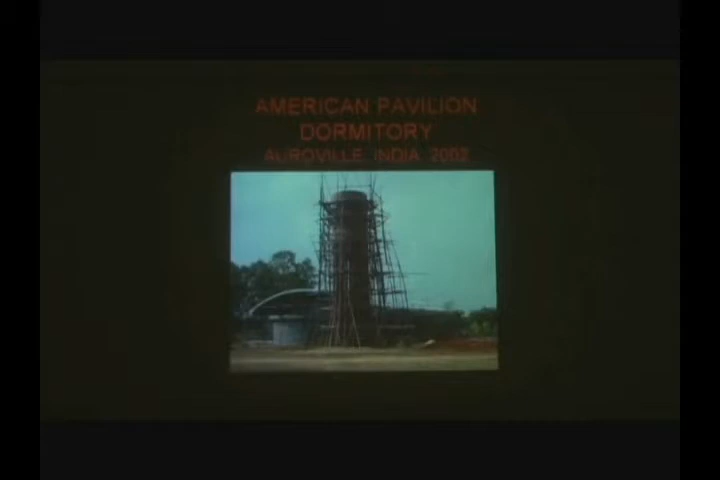 AMERICAN PAVILION
DORMITORY
AUROVILLE INDIA 2002